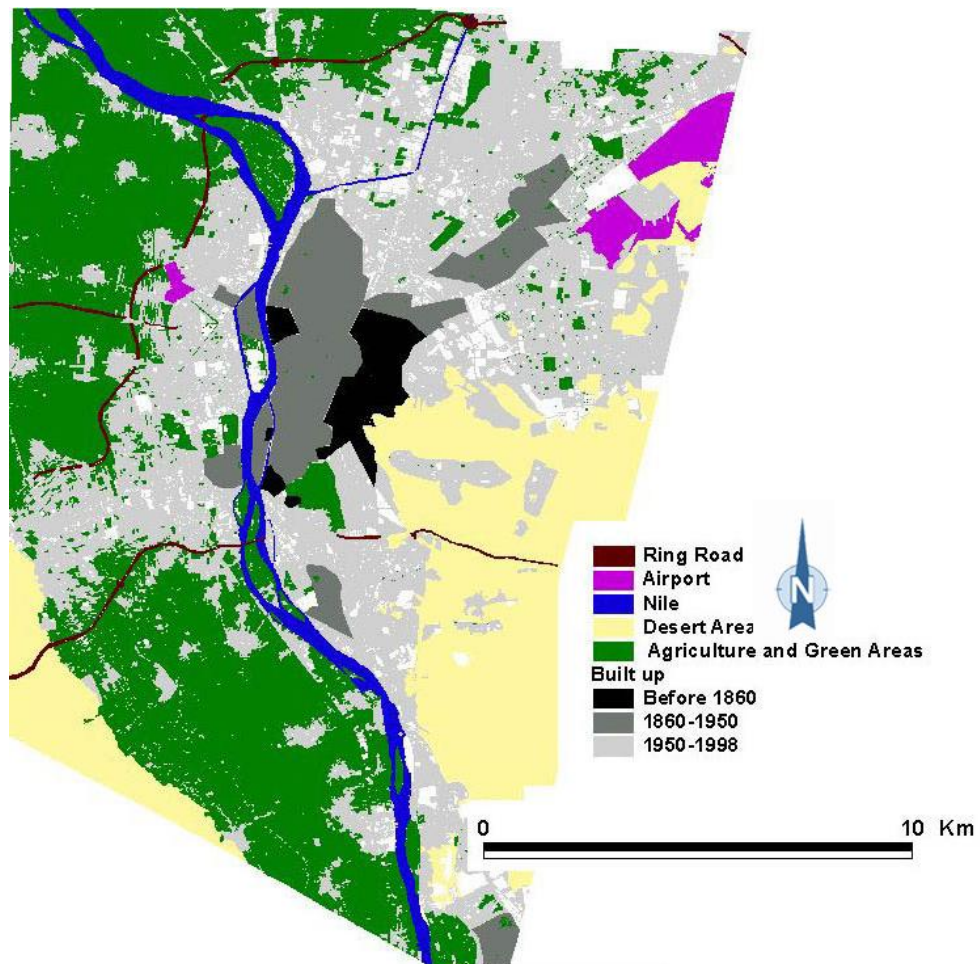 Ring Road
Airport
N
Nile
Desert Area
Agriculture and Green Areas
Built up
Before 1860
1860-1950
1950-1998
0 10 Km